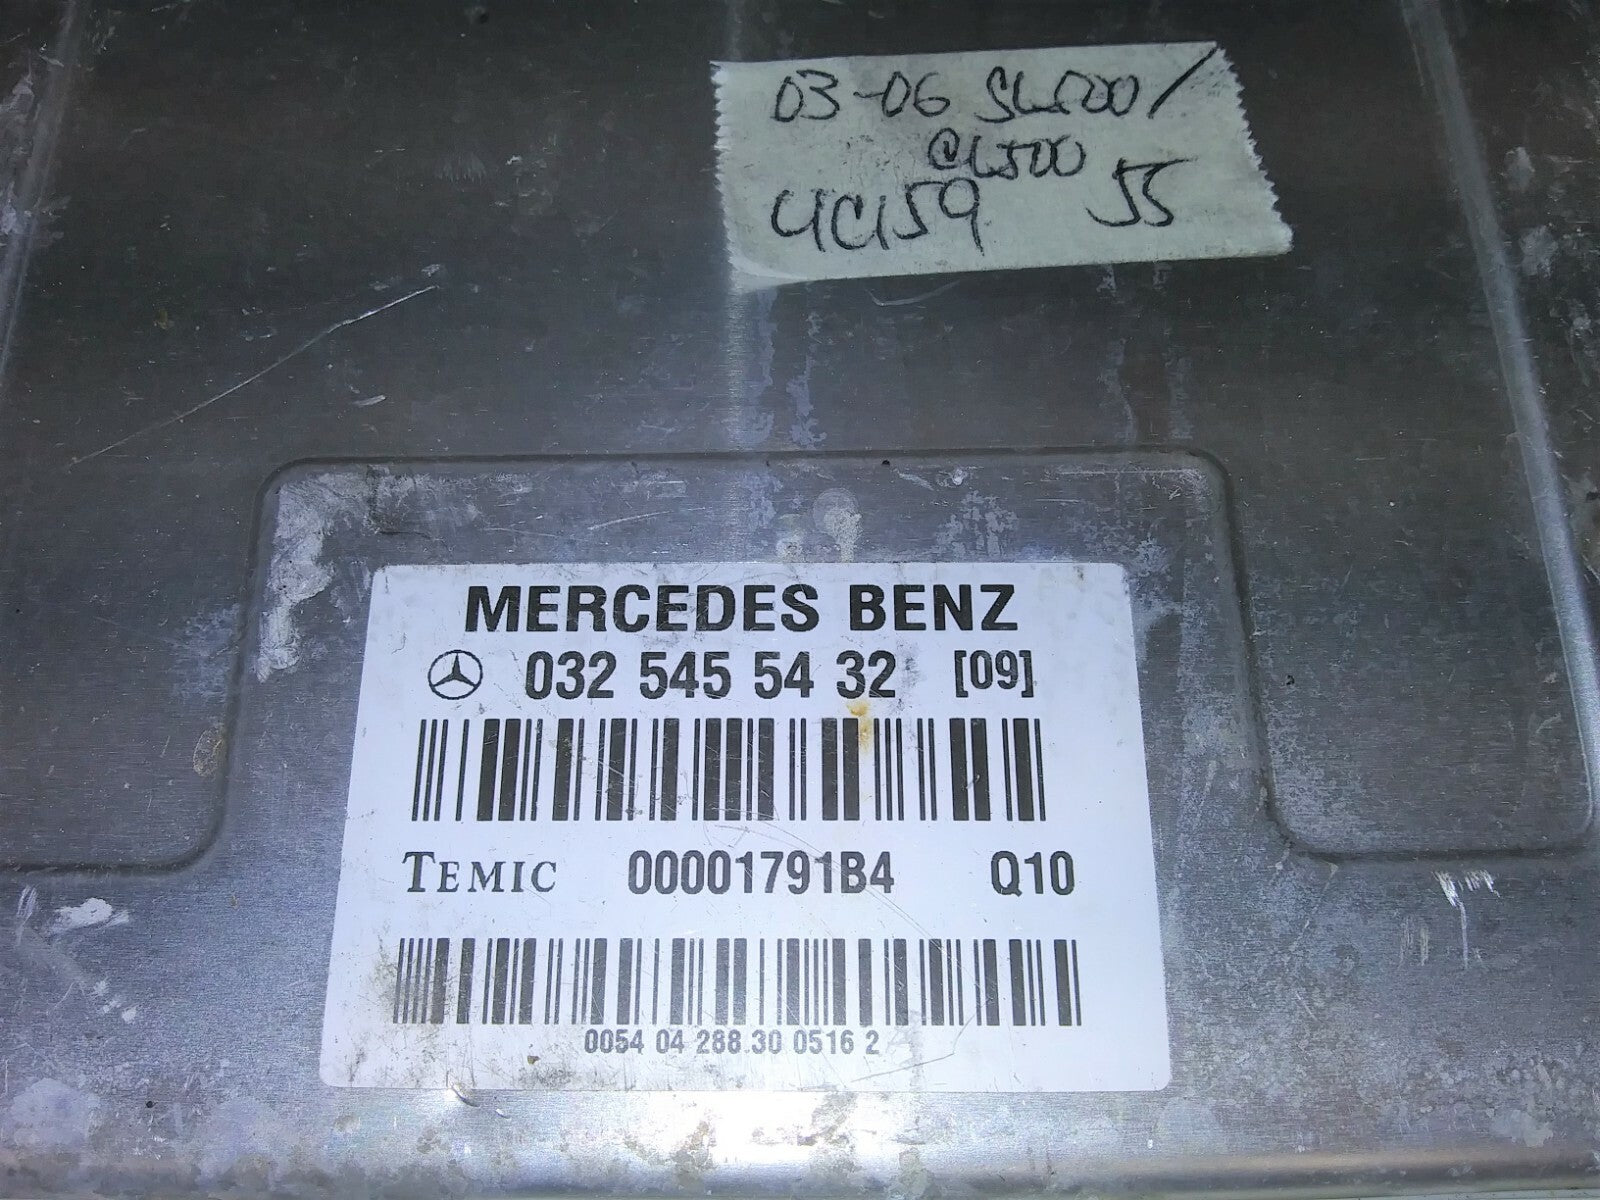 03-06 SL500/
CL500
4C159 55
MERCEDES BENZ
032 545 54 32 [09]
TEMIC 00001791B4 Q10
0054 04 288.30 0516 2